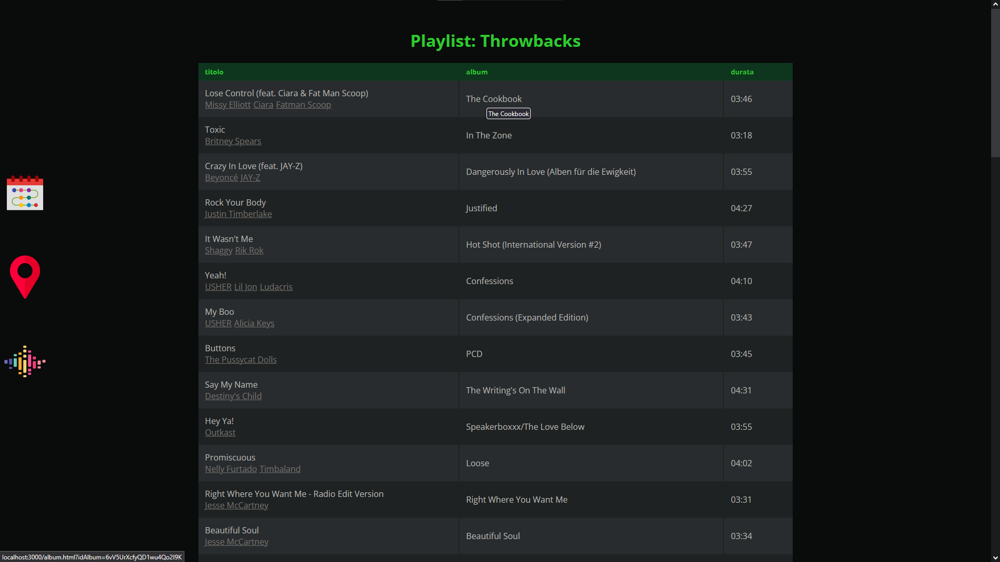 Playlist: Throwbacks
titolo album durata
Lose Control (feat. Ciara & Fat Man Scoop)
Missy Elliott Ciara Fatman Scoop
The Cookbook
03:46
The Cookbook
Toxic
Britney Spears
In The Zone
03:18
Crazy In Love (feat. JAY-Z)
Beyoncé JAY-Z
Dangerously In Love (Alben für die Ewigkeit)
03:55
Rock Your Body
Justin Timberlake
Justified
04:27
It Wasn't Me
Shaggy Rik Rok
Hot Shot (International Version #2)
03:47
Yeah!
USHER Lil Jon Ludacris
Confessions
04:10
My Boo
USHER Alicia Keys
Confessions (Expanded Edition)
03:43
Buttons
The Pussycat Dolls
PCD
03:45
Say My Name
Destiny's Child
The Writing's On The Wall
04:31
Hey Ya!
Outkast
Speakerboxxx/The Love Below
03:55
Promiscuous
Nelly Furtado Timbaland
Loose
04:02
Right Where You Want Me - Radio Edit Version
Jesse McCartney
Right Where You Want Me
03:31
Beautiful Soul
Jesse McCartney
Beautiful Soul
03:34
localhost:3000/album.html?idAlbum=6vV5UrXcfyQD1wu4Qo2I9K